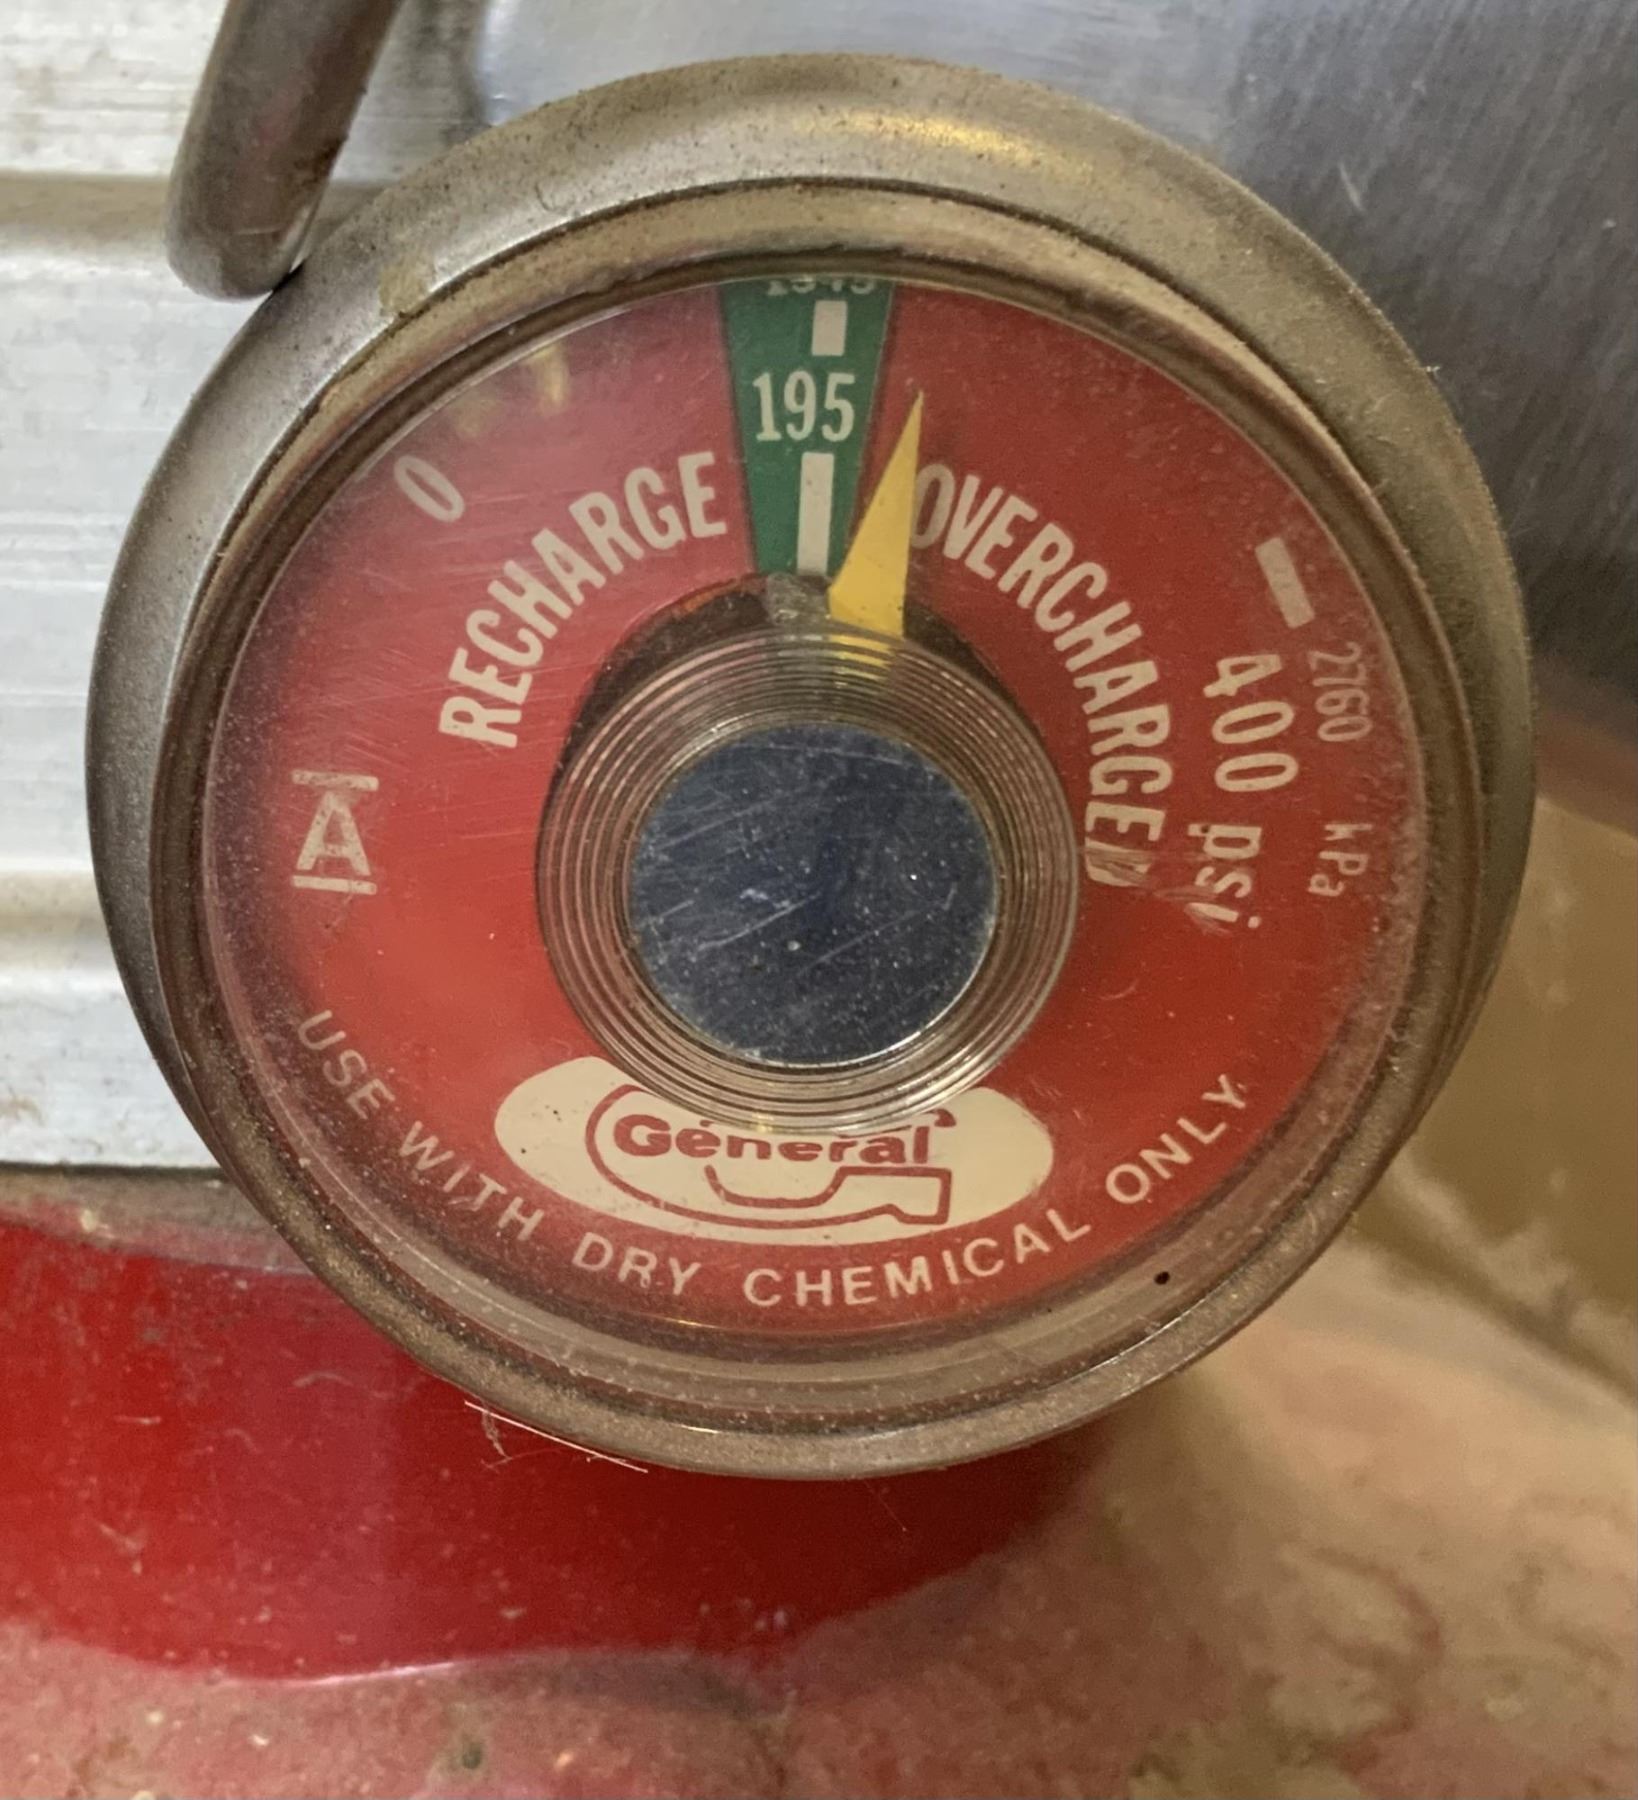 195
0
RECHARGE
OVERCHARGED
400 psi
2760 kPa
A
General
USE WITH DRY CHEMICAL ONLY